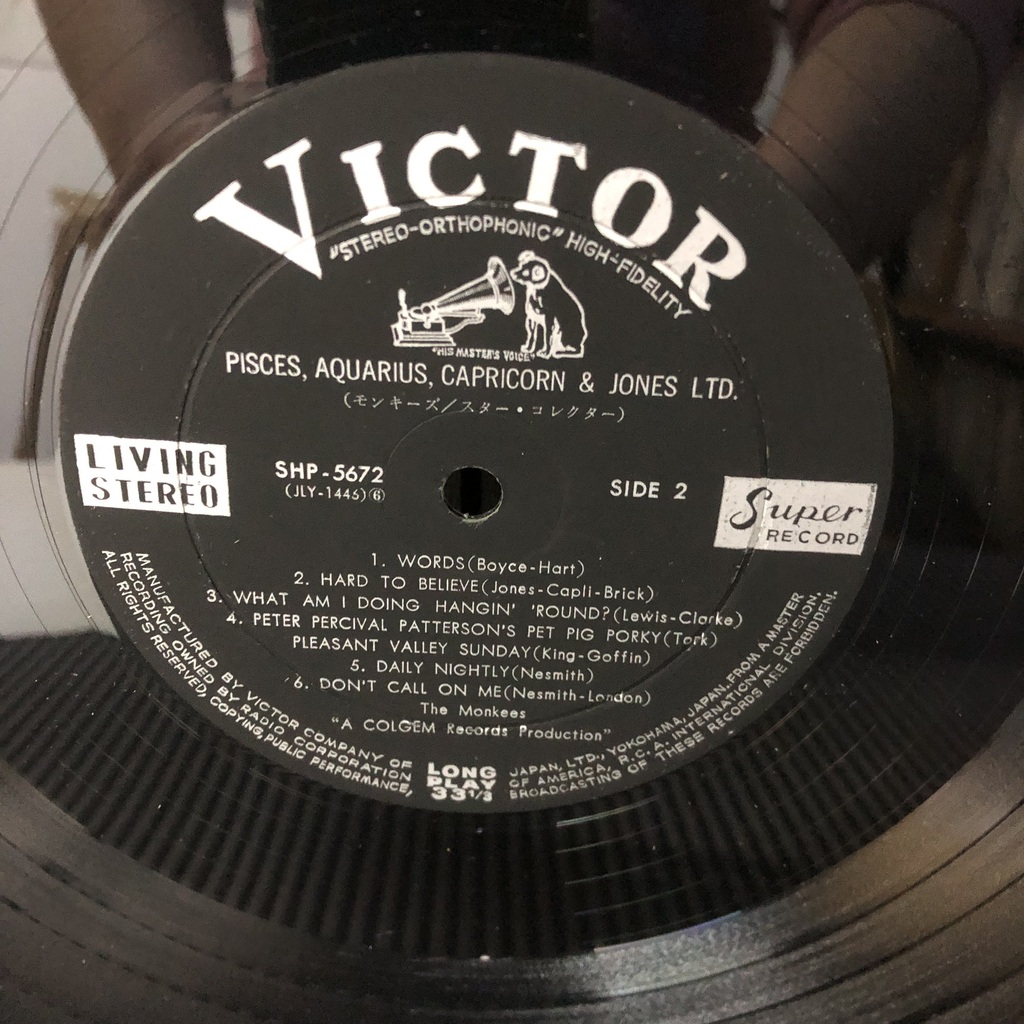 VICTOR
"STEREO-ORTHOPHONIC" HIGH-FIDELITY
"HIS MASTER'S VOICE"
PISCES, AQUARIUS, CAPRICORN & JONES LTD.
(モンキーズ/スター・コレクター)
LIVING
STEREO
SHP-5672
(JLY-1445)⑥
SIDE 2
Super
RECORD
1. WORDS(Boyce-Hart)
2. HARD TO BELIEVE(Jones-Capli-Brick)
3. WHAT AM I DOING HANGIN' 'ROUND?(Lewis-Clarke)
4. PETER PERCIVAL PATTERSON'S PET PIG PORKY(Tork)
PLEASANT VALLEY SUNDAY(King-Goffin)
5. DAILY NIGHTLY(Nesmith)
6. DON'T CALL ON ME(Nesmith-London)
The Monkees
"A COLGEM Records Production"
MANUFACTURED BY VICTOR COMPANY OF JAPAN, LTD., YOKOHAMA, JAPAN, FROM A MASTER
RECORDING OWNED BY RADIO CORPORATION OF AMERICA, R.C.A. INTERNATIONAL DIVISION.
ALL RIGHTS RESERVED, COPYING, PUBLIC PERFORMANCE, BROADCASTING OF THESE RECORDS ARE FORBIDDEN.
LONG
PLAY
33 1/3